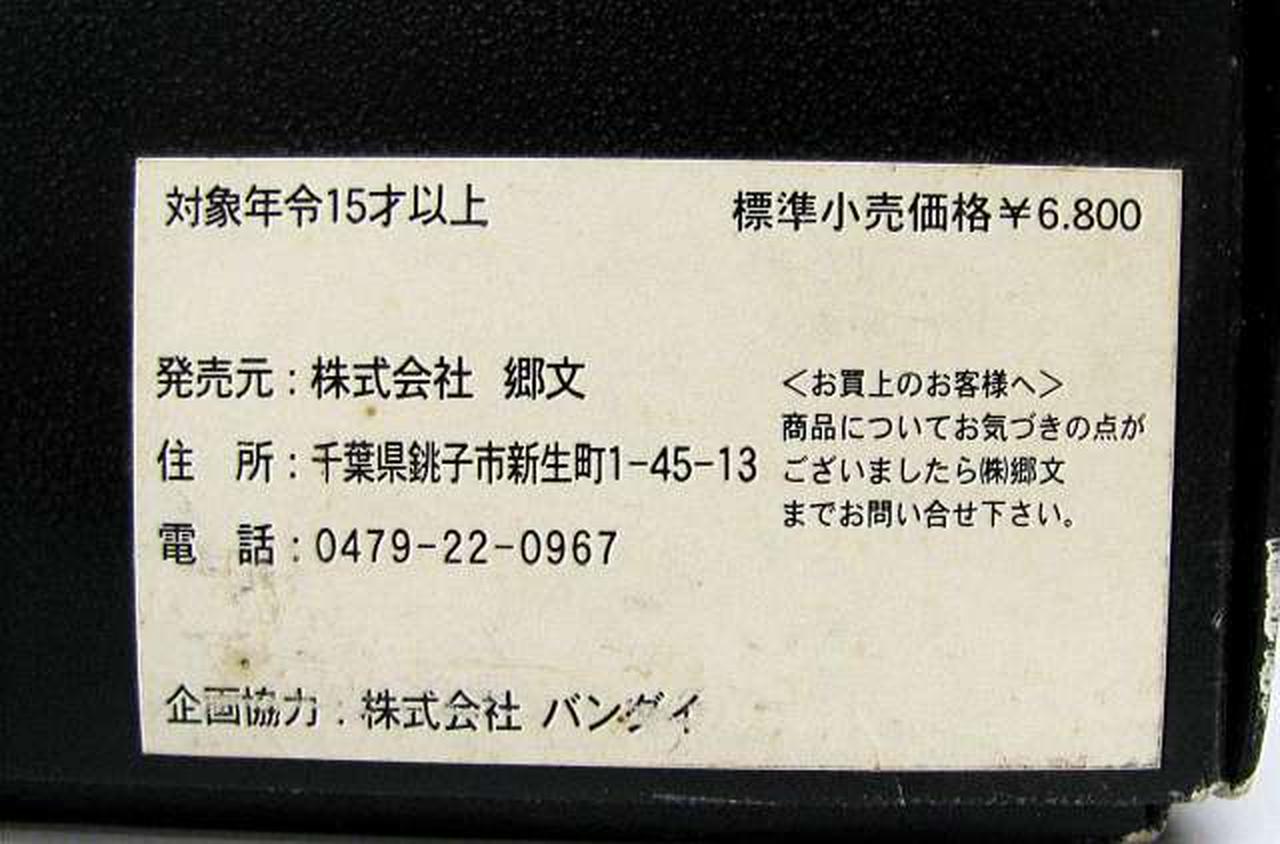 対象年令15才以上
標準小売価格¥6.800
発売元：株式会社 郷文
住　所：千葉県銚子市新生町1-45-13
電　話：0479-22-0967
＜お買上のお客様へ＞
商品についてお気づきの点が
ございましたら㈱郷文
までお問い合せ下さい。
企画協力：株式会社 バンダイ